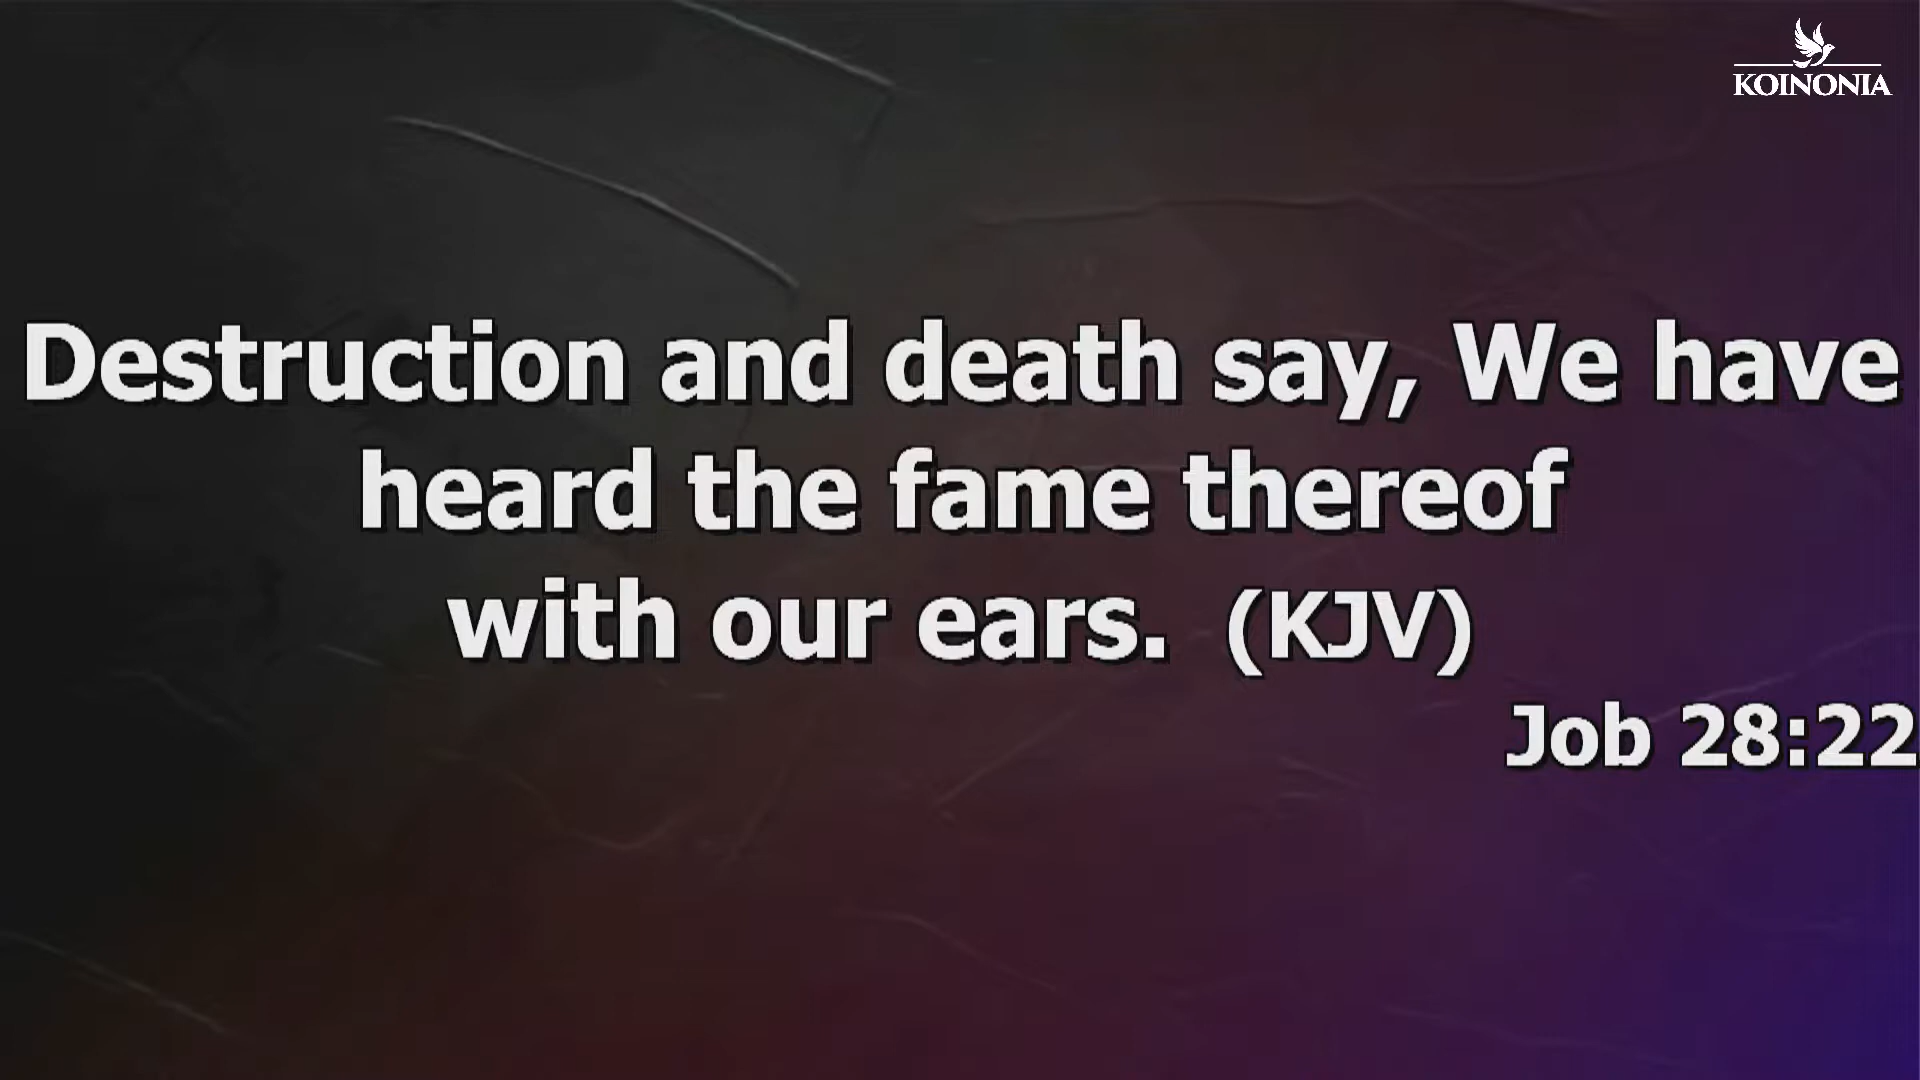 KOINONIA
Destruction and death say, We have
heard the fame thereof
with our ears. (KJV)
Job 28:22